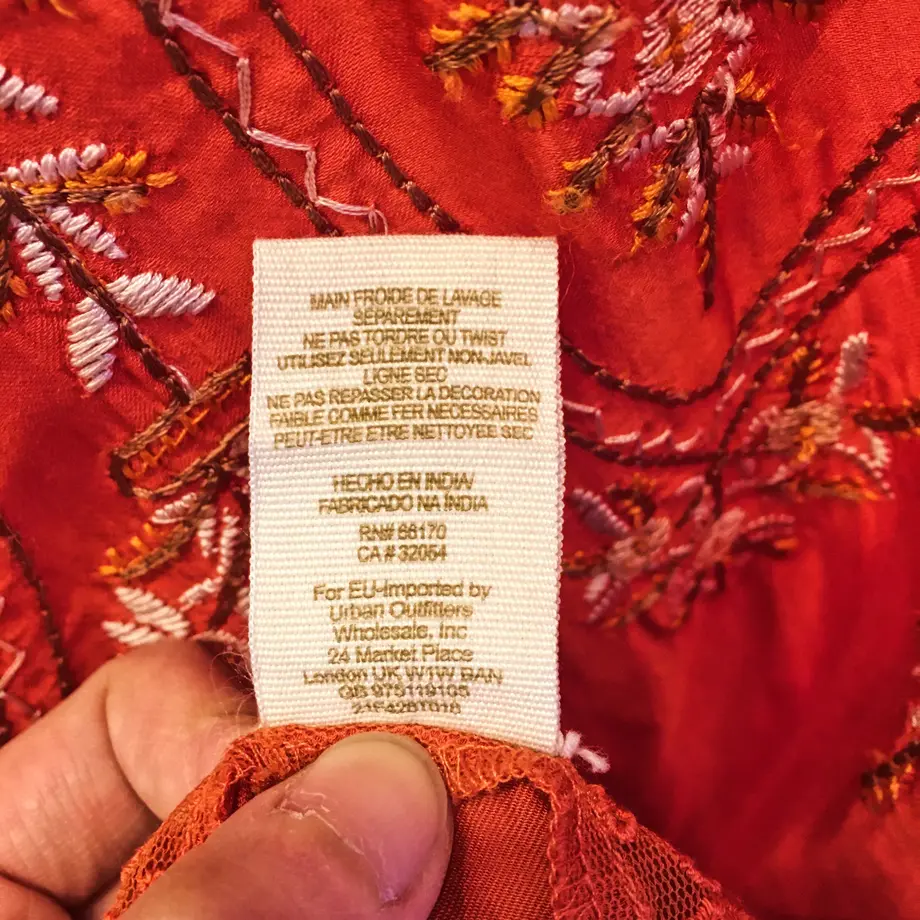 MAIN FROIDE DE LAVAGE
SEPAREMENT
NE PAS TORDRE OU TWIST
UTILISEZ SEULEMENT NON-JAVEL
LIGNE SEC
NE PAS REPASSER LA DECORATION
FAIBLE COMME FER NECESSAIRES
PEUT-ETRE ETRE NETTOYEE SEC
HECHO EN INDIA/
FABRICADO NA ÍNDIA
RN# 66170
CA # 32054
For EU-Imported by
Urban Outfitters
Wholesale, Inc
24 Market Place
London UK W1W 8AN
GB 975119105